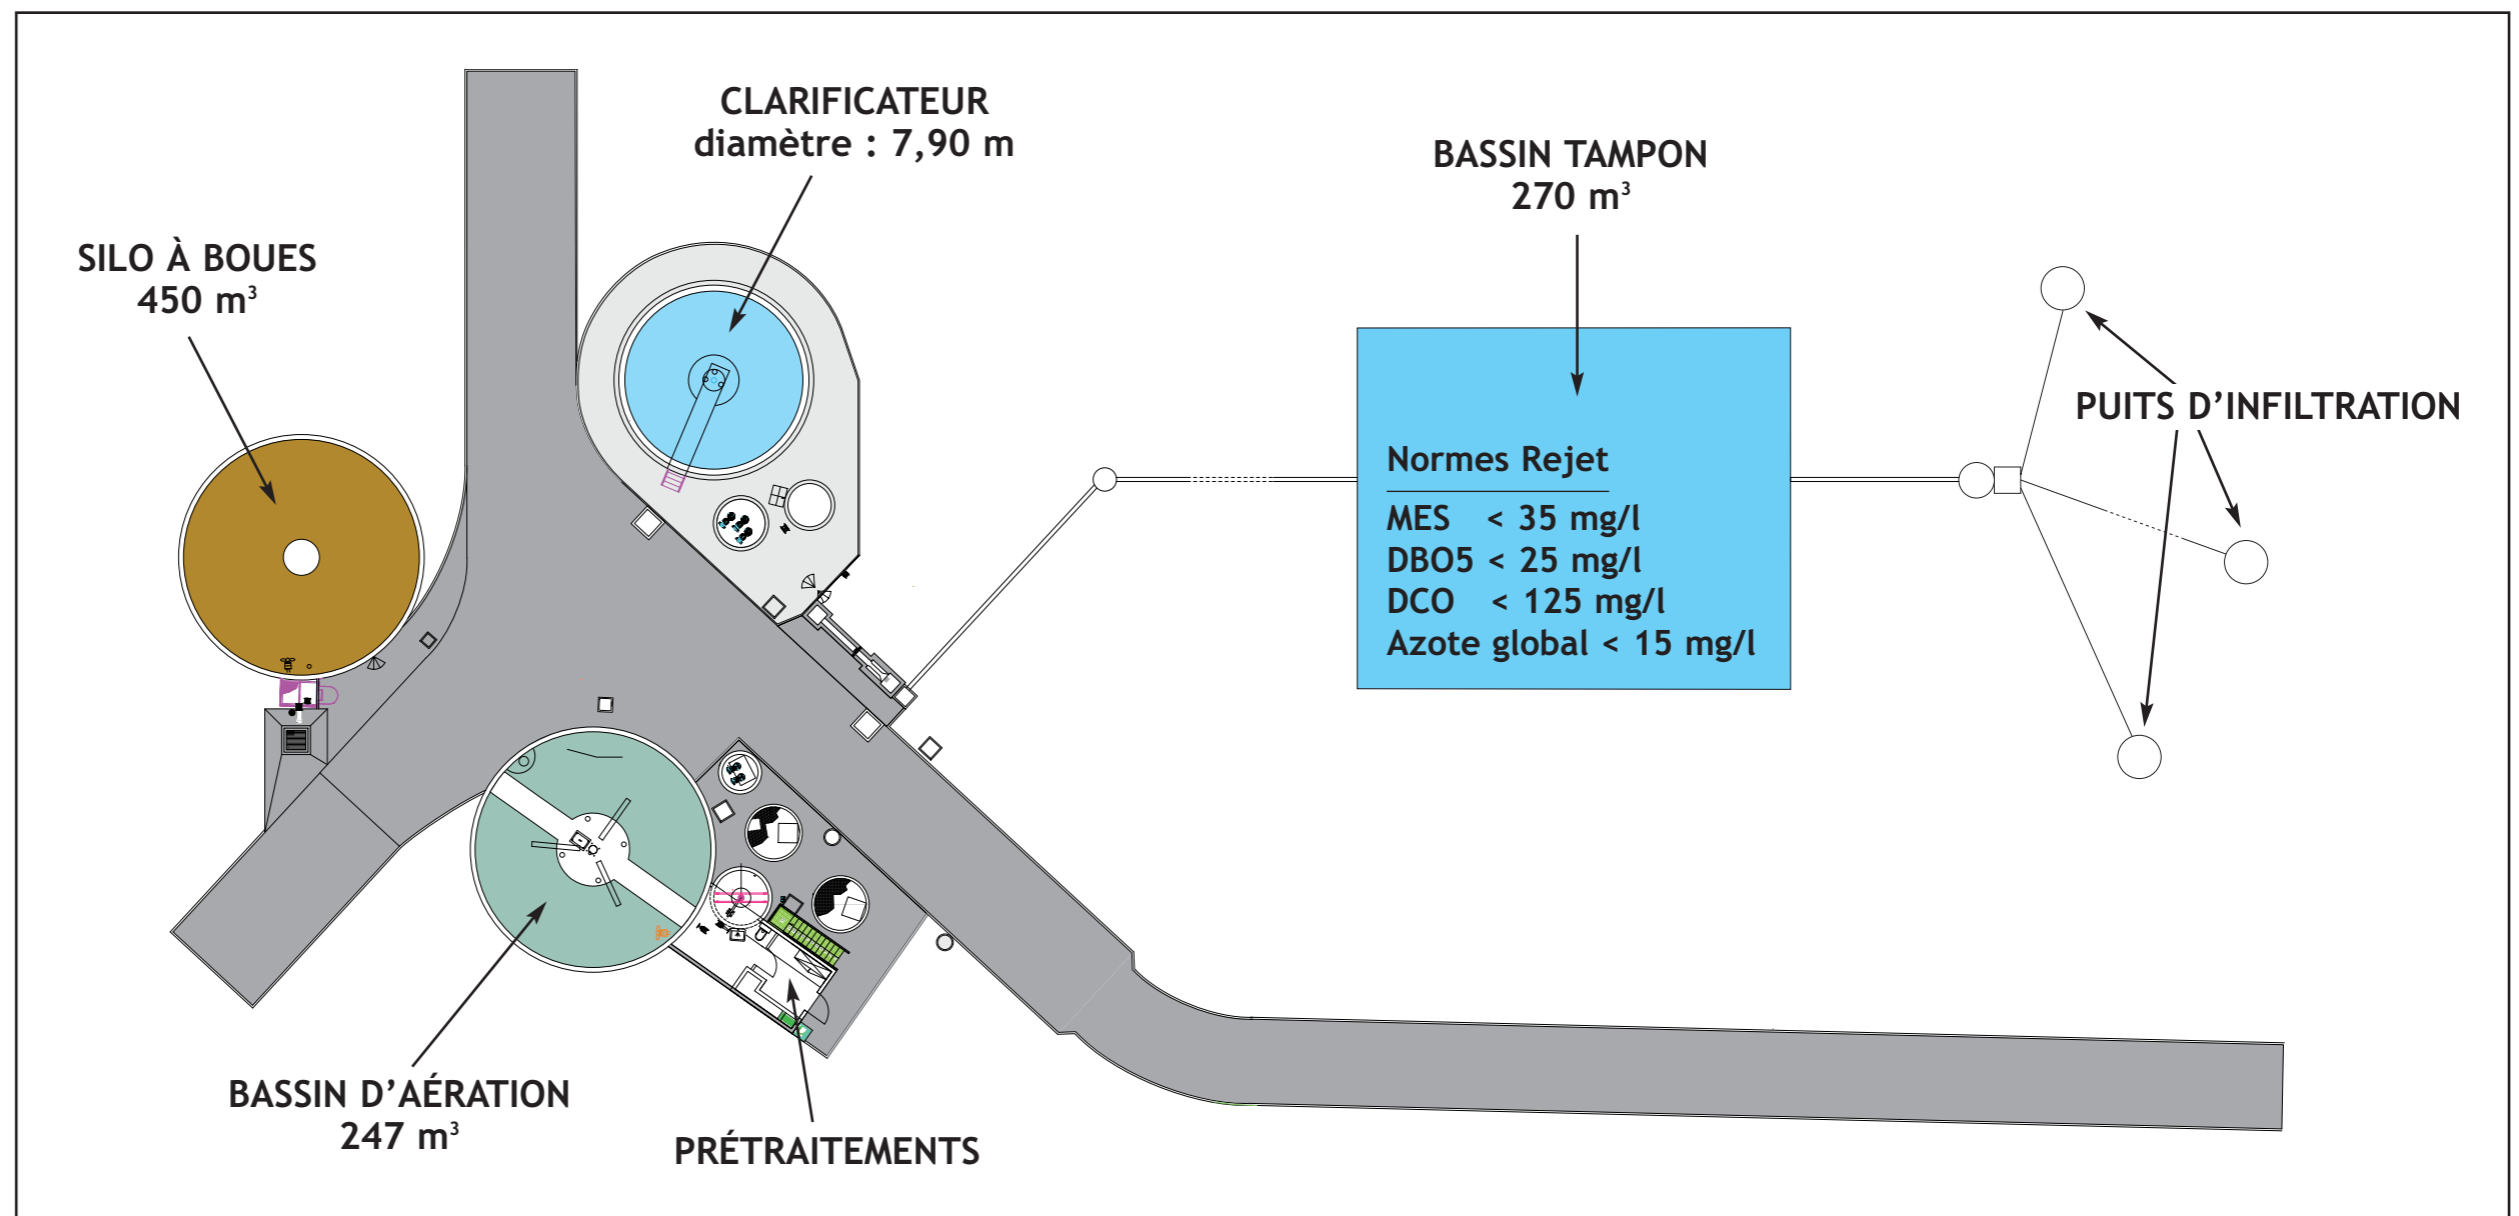 CLARIFICATEUR
diamètre : 7,90 m
BASSIN TAMPON
270 m³
SILO À BOUES
450 m³
PUITS D’INFILTRATION
Normes Rejet
MES < 35 mg/l
DBO5 < 25 mg/l
DCO < 125 mg/l
Azote global < 15 mg/l
BASSIN D’AÉRATION
247 m³
PRÉTRAITEMENTS